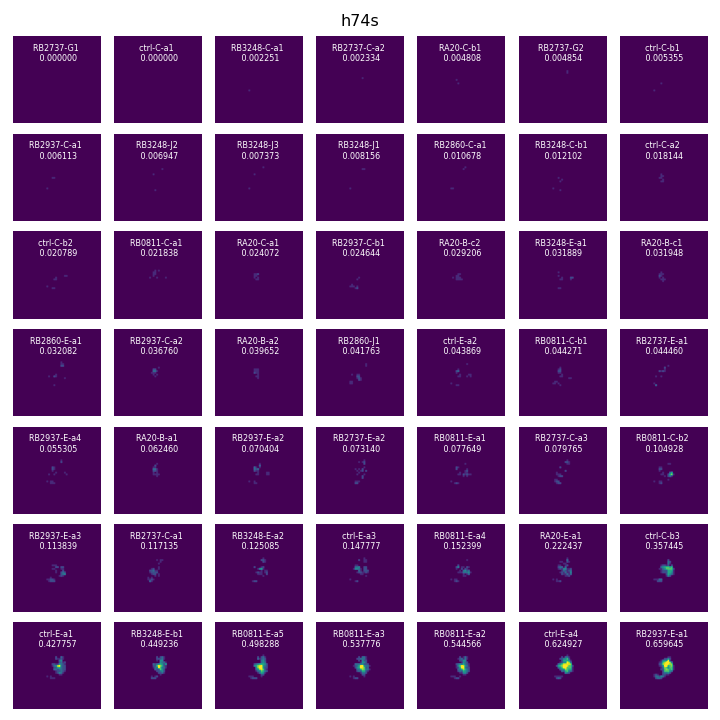 h74s
RB2737-G1
0.000000
ctrl-C-a1
0.000000
RB3248-C-a1
0.002251
RB2737-C-a2
0.002334
RA20-C-b1
0.004808
RB2737-G2
0.004854
ctrl-C-b1
0.005355
RB2937-C-a1
0.006113
RB3248-J2
0.006947
RB3248-J3
0.007373
RB3248-J1
0.008156
RB2860-C-a1
0.010678
RB3248-C-b1
0.012102
ctrl-C-a2
0.018144
ctrl-C-b2
0.020789
RB0811-C-a1
0.021838
RA20-C-a1
0.024072
RB2937-C-b1
0.024644
RA20-B-c2
0.029206
RB3248-E-a1
0.031889
RA20-B-c1
0.031948
RB2860-E-a1
0.032082
RB2937-C-a2
0.036760
RA20-B-a2
0.039652
RB2860-J1
0.041763
ctrl-E-a2
0.043869
RB0811-C-b1
0.044271
RB2737-E-a1
0.044460
RB2937-E-a4
0.055305
RA20-B-a1
0.062460
RB2937-E-a2
0.070404
RB2737-E-a2
0.073140
RB0811-E-a1
0.077649
RB2737-C-a3
0.079765
RB0811-C-b2
0.104928
RB2937-E-a3
0.113839
RB2737-C-a1
0.117135
RB3248-E-a2
0.125085
ctrl-E-a3
0.147777
RB0811-E-a4
0.152399
RA20-E-a1
0.222437
ctrl-C-b3
0.357445
ctrl-E-a1
0.427757
RB3248-E-b1
0.449236
RB0811-E-a5
0.498288
RB0811-E-a3
0.537776
RB0811-E-a2
0.544566
ctrl-E-a4
0.624927
RB2937-E-a1
0.659645